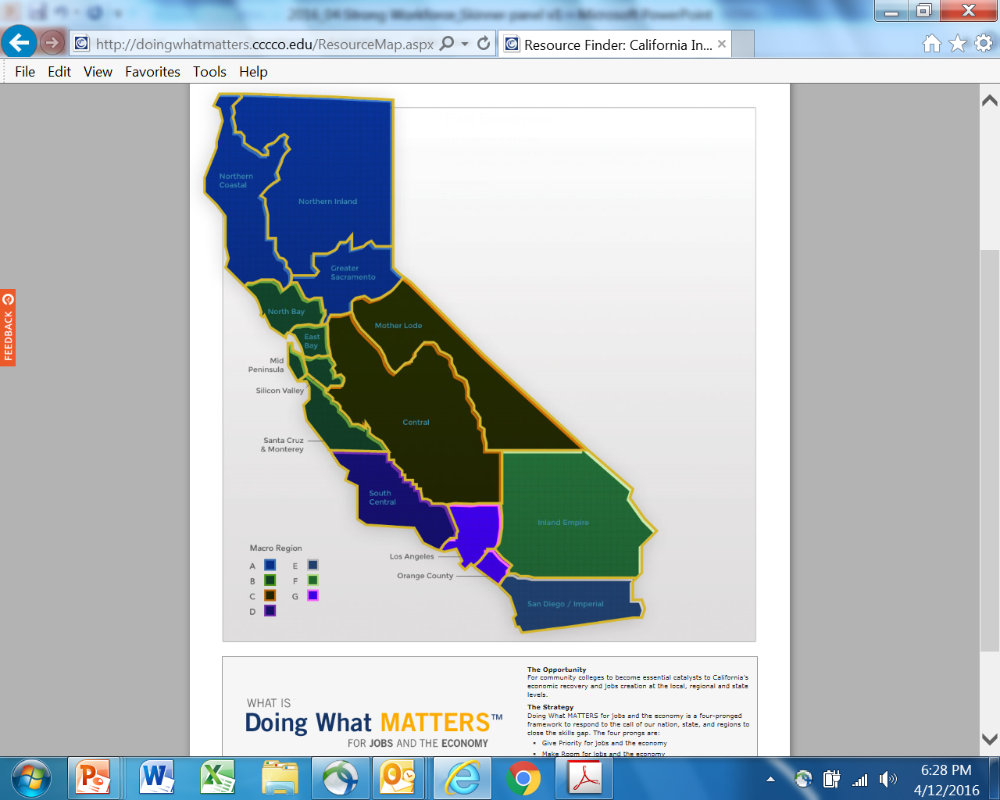 2016_04 Strong Workforce_Skinner panel v1 - Microsoft PowerPoint
http://doingwhatmatters.cccco.edu/ResourceMap.aspx
Resource Finder: California In...
File Edit View Favorites Tools Help
FEEDBACK
Northern
Coastal
Northern Inland
Greater
Sacramento
North Bay
Mother Lode
East
Bay
Mid
Peninsula
Silicon Valley
Central
Santa Cruz
& Monterey
South
Central
Inland Empire
Macro Region
Los Angeles
A E
Orange County
B F
C G
D
San Diego / Imperial
WHAT IS
Doing What MATTERS™
FOR JOBS AND THE ECONOMY
The Opportunity
For community colleges to become essential catalysts to California's
economic recovery and jobs creation at the local, regional and state
levels.
The Strategy
Doing What MATTERS for jobs and the economy is a four-pronged
framework to respond to the call of our nation, state, and regions to
close the skills gap. The four prongs are:
• Give Priority for jobs and the economy
• Make Room for jobs and the economy
6:28 PM
4/12/2016